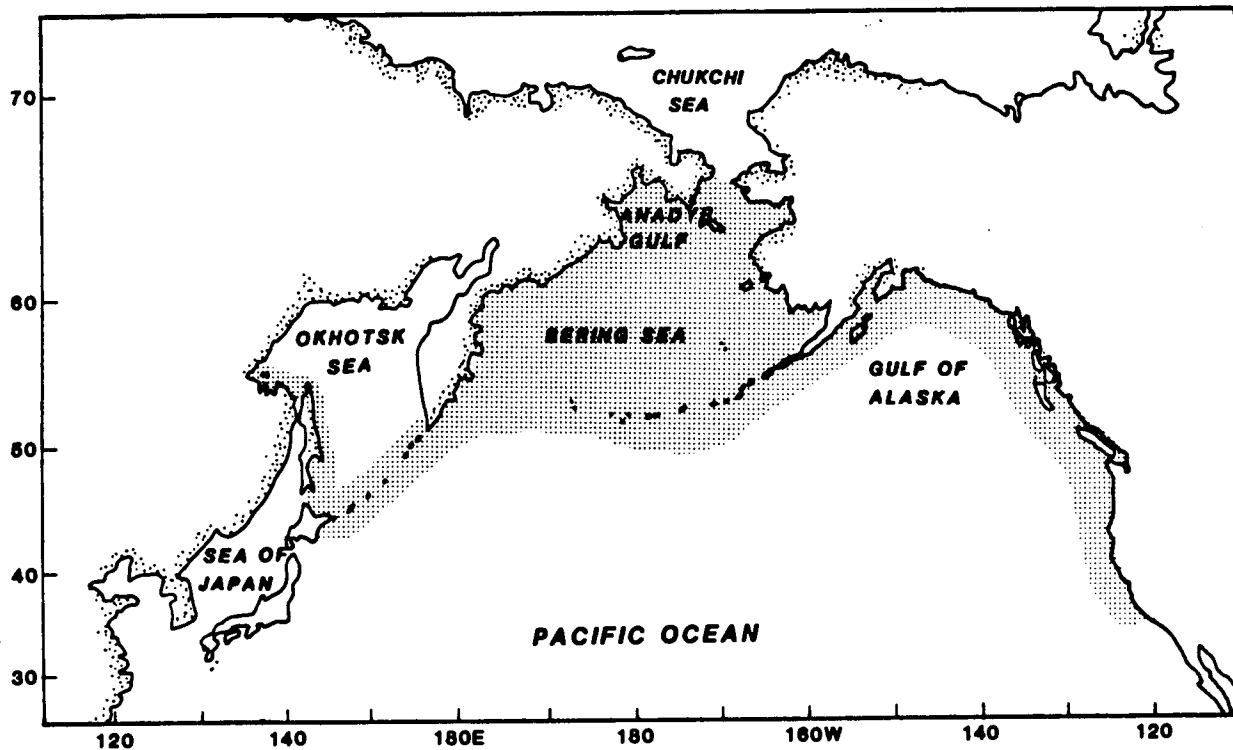 CHUKCHI
SEA
70
ANADYR
GULF
60
OKHOTSK
SEA
BERING SEA
GULF OF
ALASKA
50
SEA OF
JAPAN
40
PACIFIC OCEAN
30
120 140 180E 180 160W 140 120